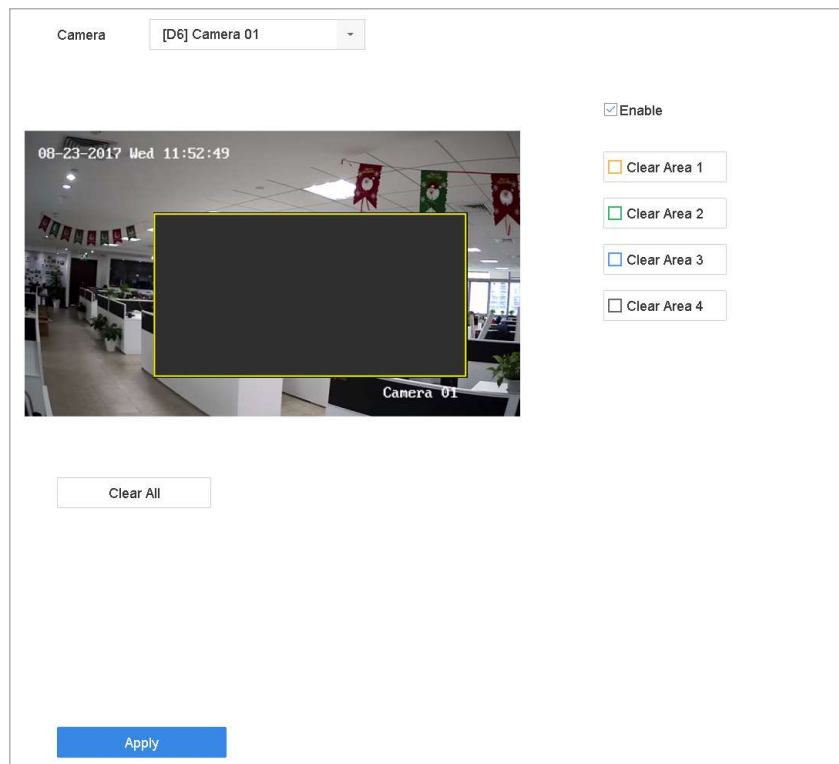 Camera
[D6] Camera 01
Enable
08-23-2017 Wed 11:52:49
Clear Area 1
Clear Area 2
Clear Area 3
Clear Area 4
Camera 01
Clear All
Apply